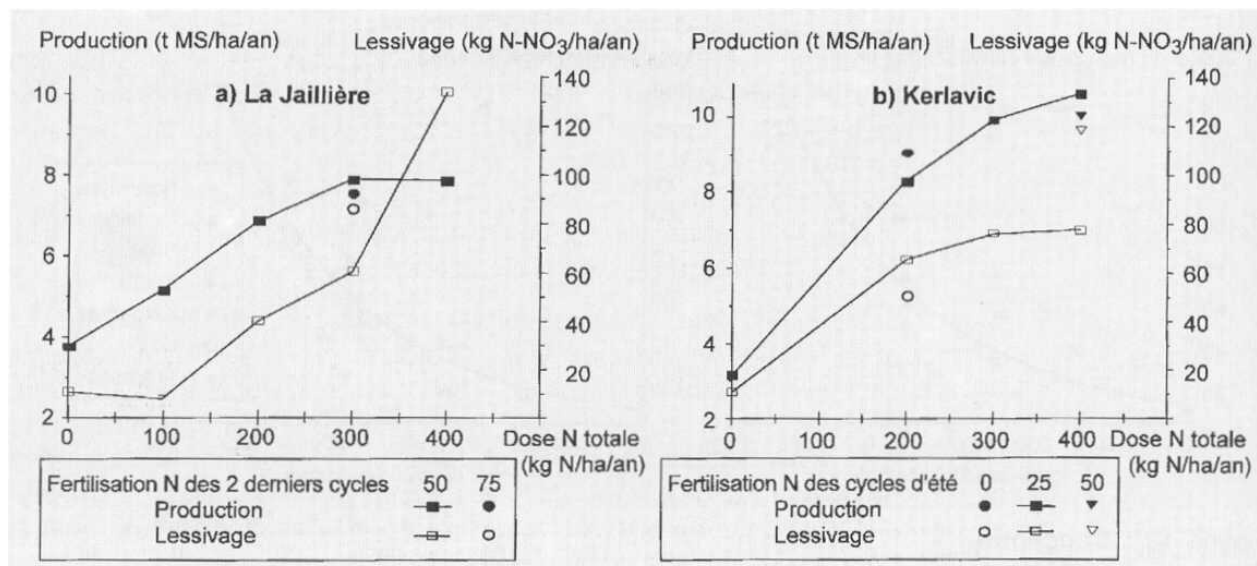 Production (t MS/ha/an) Lessivage (kg N-NO3/ha/an)
a) La Jaillière
10
8
6
4
2
140
120
100
80
60
40
20
0 100 200 300 400 Dose N totale
(kg N/ha/an)
Fertilisation N des 2 derniers cycles 50 75
Production
Lessivage
Production (t MS/ha/an) Lessivage (kg N-NO3/ha/an)
b) Kerlavic
10
8
6
4
2
140
120
100
80
60
40
20
0 100 200 300 400 Dose N totale
(kg N/ha/an)
Fertilisation N des cycles d'été 0 25 50
Production
Lessivage